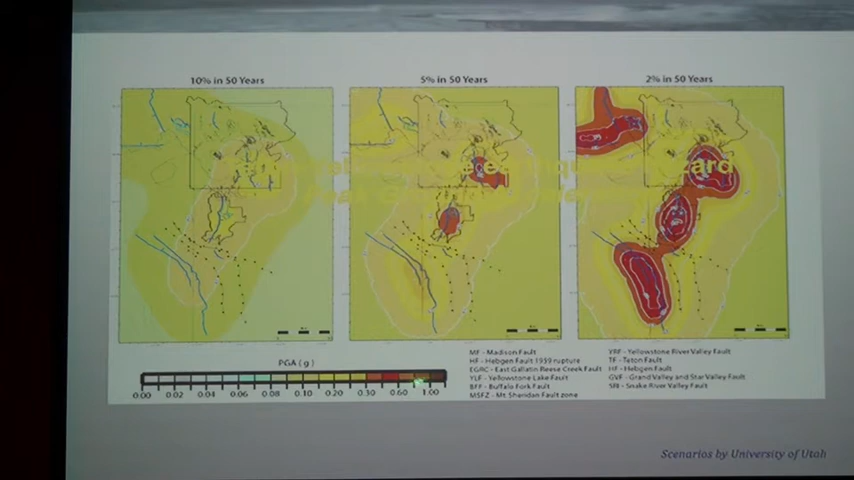 10% in 50 Years
5% in 50 Years
2% in 50 Years
PGA ( g )
0.00 0.02 0.04 0.06 0.08 0.10 0.20 0.30 0.60 1.00
MF - Madison Fault
HF - Hebgen Fault 1959 rupture
EGRC - East Gallatin Reese Creek Fault
YLF - Yellowstone Lake Fault
BFF - Buffalo Fork Fault
MSFZ - Mt. Sheridan Fault zone
YRF - Yellowstone River Valley Fault
TF - Teton Fault
HF - Hebgen Fault
GVF - Grand Valley and Star Valley Fault
SRI - Snake River Valley Fault
Scenarios by University of Utah